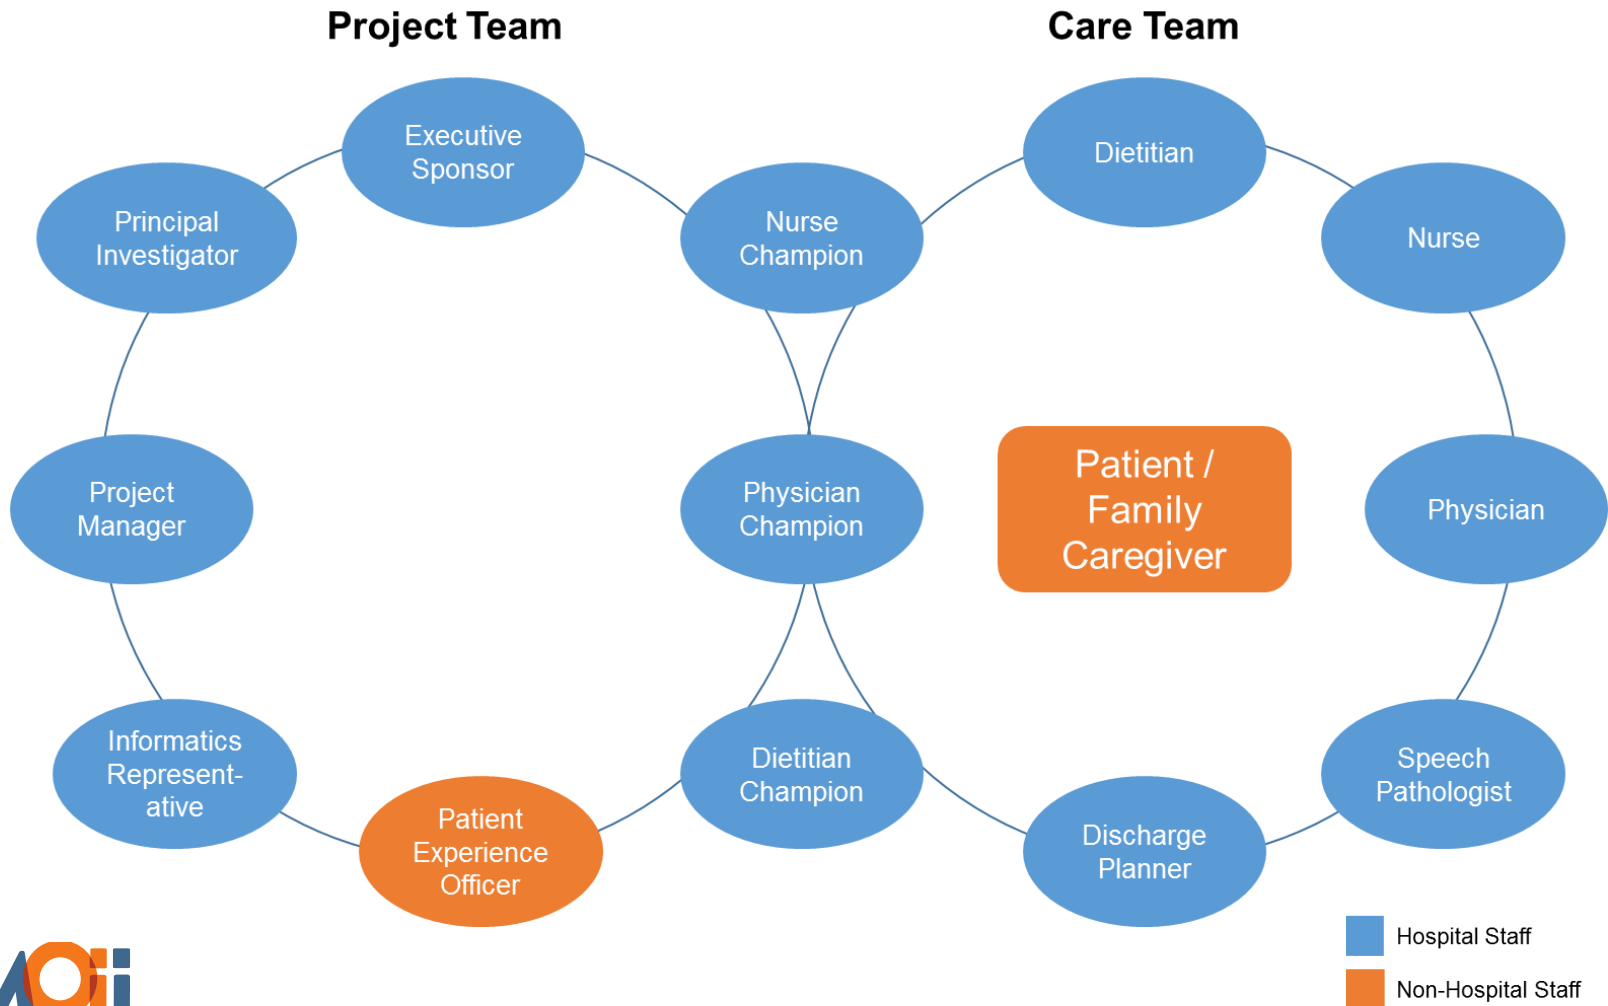 Project Team
Care Team
Executive
Sponsor
Dietitian
Principal
Investigator
Nurse
Champion
Nurse
Project
Manager
Physician
Champion
Patient /
Family
Caregiver
Physician
Informatics
Represent-
ative
Patient
Experience
Officer
Dietitian
Champion
Discharge
Planner
Speech
Pathologist
Hospital Staff
Non-Hospital Staff